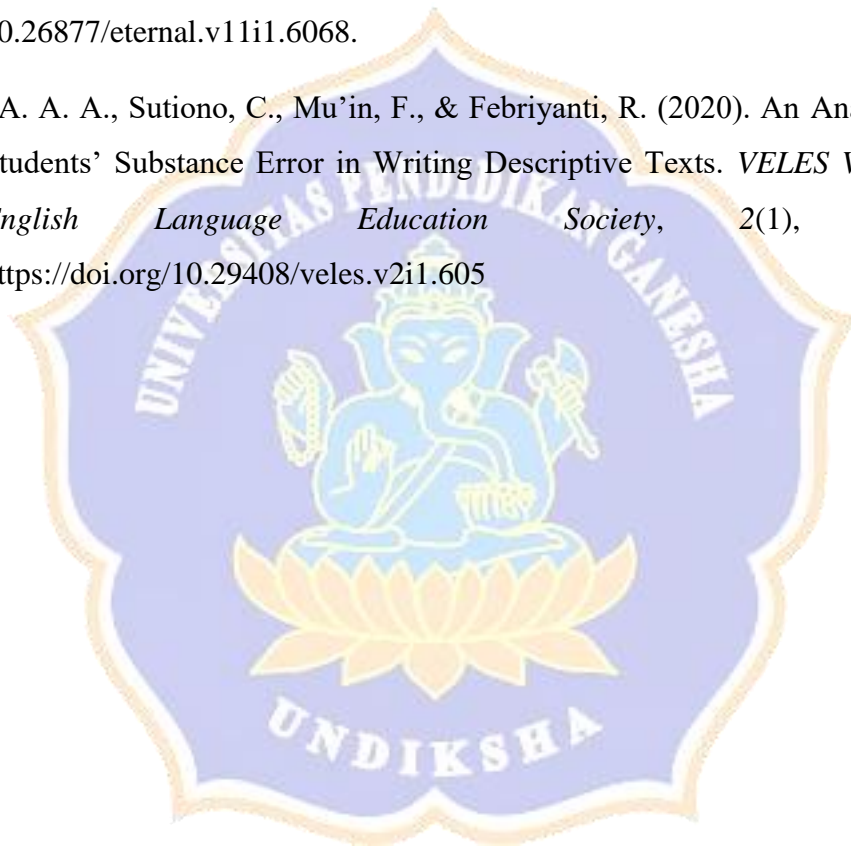 0.26877/eternal.v11i1.6068.
A. A. A., Sutiono, C., Mu’in, F., & Febriyanti, R. (2020). An Ana
tudents’ Substance Error in Writing Descriptive Texts. VELES V
nglish Language Education Society, 2(1),
ttps://doi.org/10.29408/veles.v2i1.605
UNIVERSITAS PENDIDIKAN GANESHA
UNDIKSHA